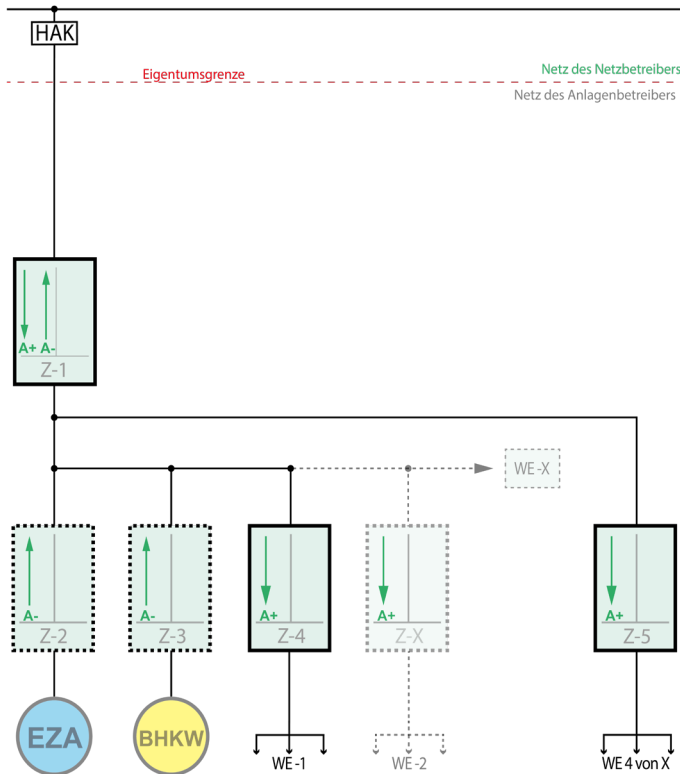 HAK
Eigentumsgrenze
Netz des Netzbetreibers
Netz des Anlagenbetreibers
A+ A-
Z-1
WE-X
A-
Z-2
A-
Z-3
A+
Z-4
A+
Z-X
A+
Z-5
EZA
BHKW
WE-1
WE-2
WE 4 von X